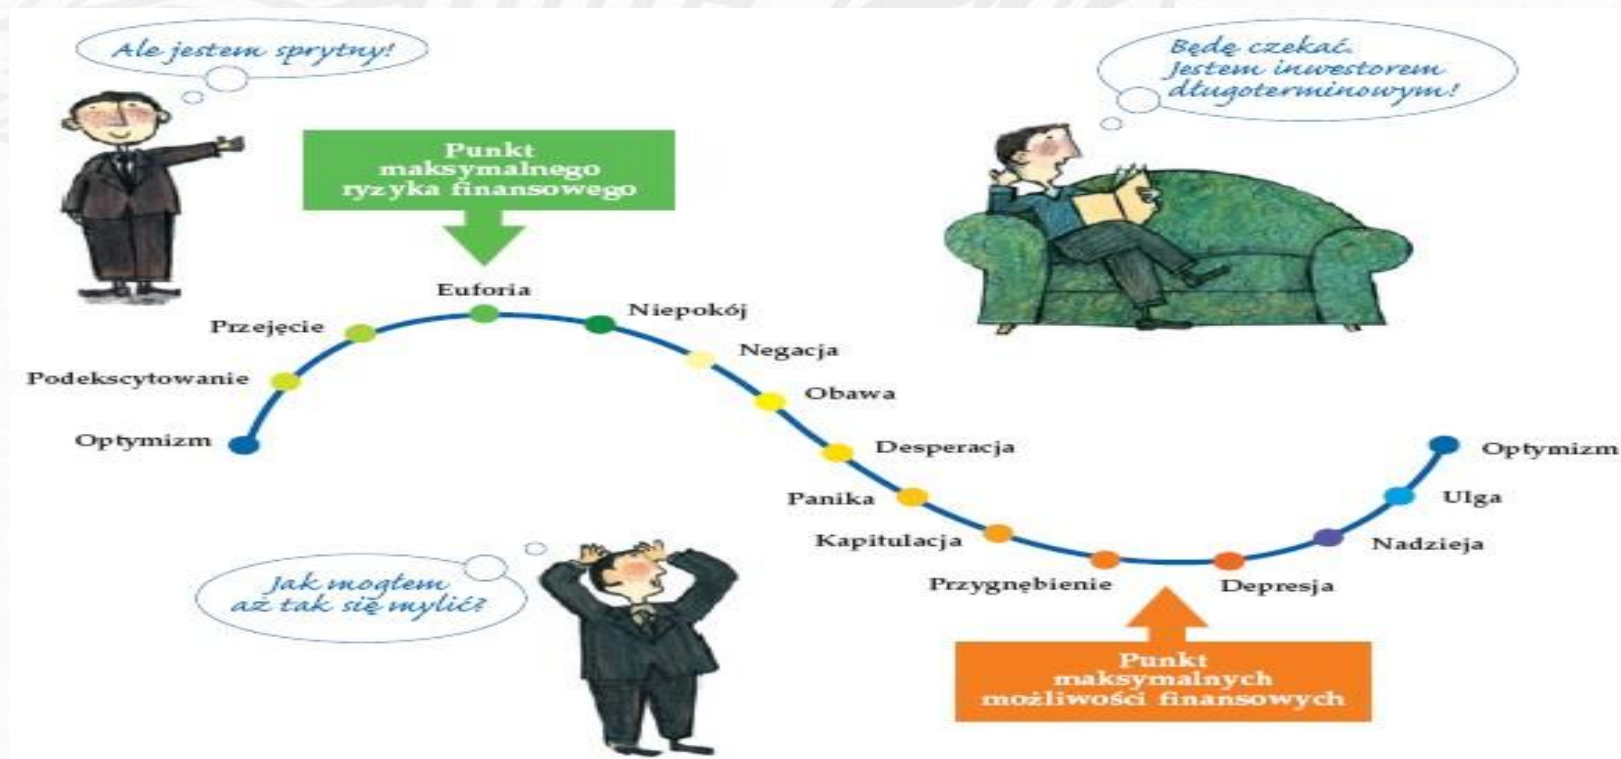 Ale jestem sprytny!
Będę czekać.
Jestem inwestorem
długoterminowym!
Punkt
maksymalnego
ryzyka finansowego
Euforia
Niepokój
Przejęcie
Negacja
Podekscytowanie
Obawa
Optymizm
Desperacja
Optymizm
Panika
Ulga
Kapitulacja
Nadzieja
Przygnębienie
Depresja
Jak mogłem
aż tak się mylić?
Punkt
maksymalnych
możliwości finansowych